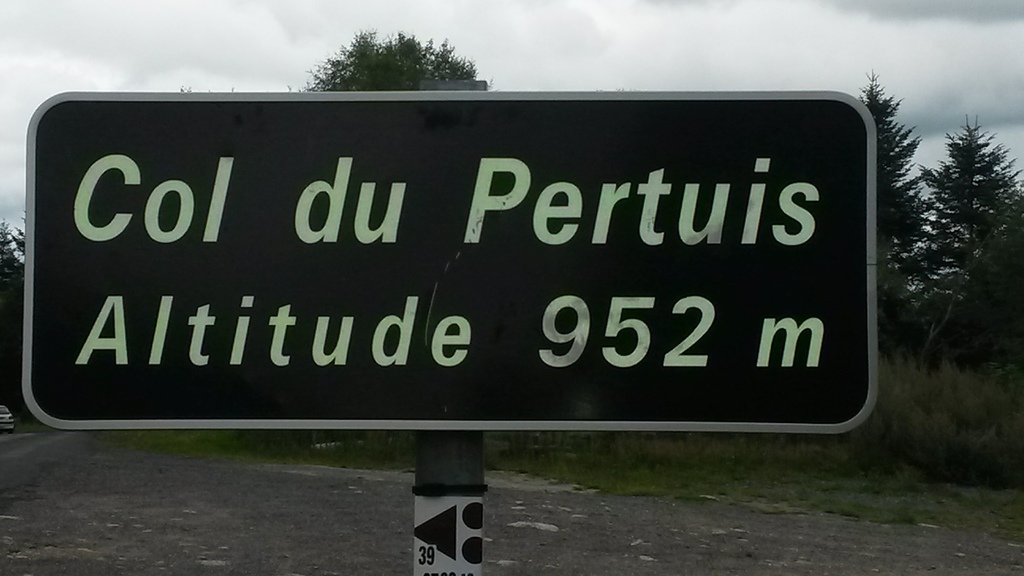 Col du Pertuis
Altitude 952 m
39